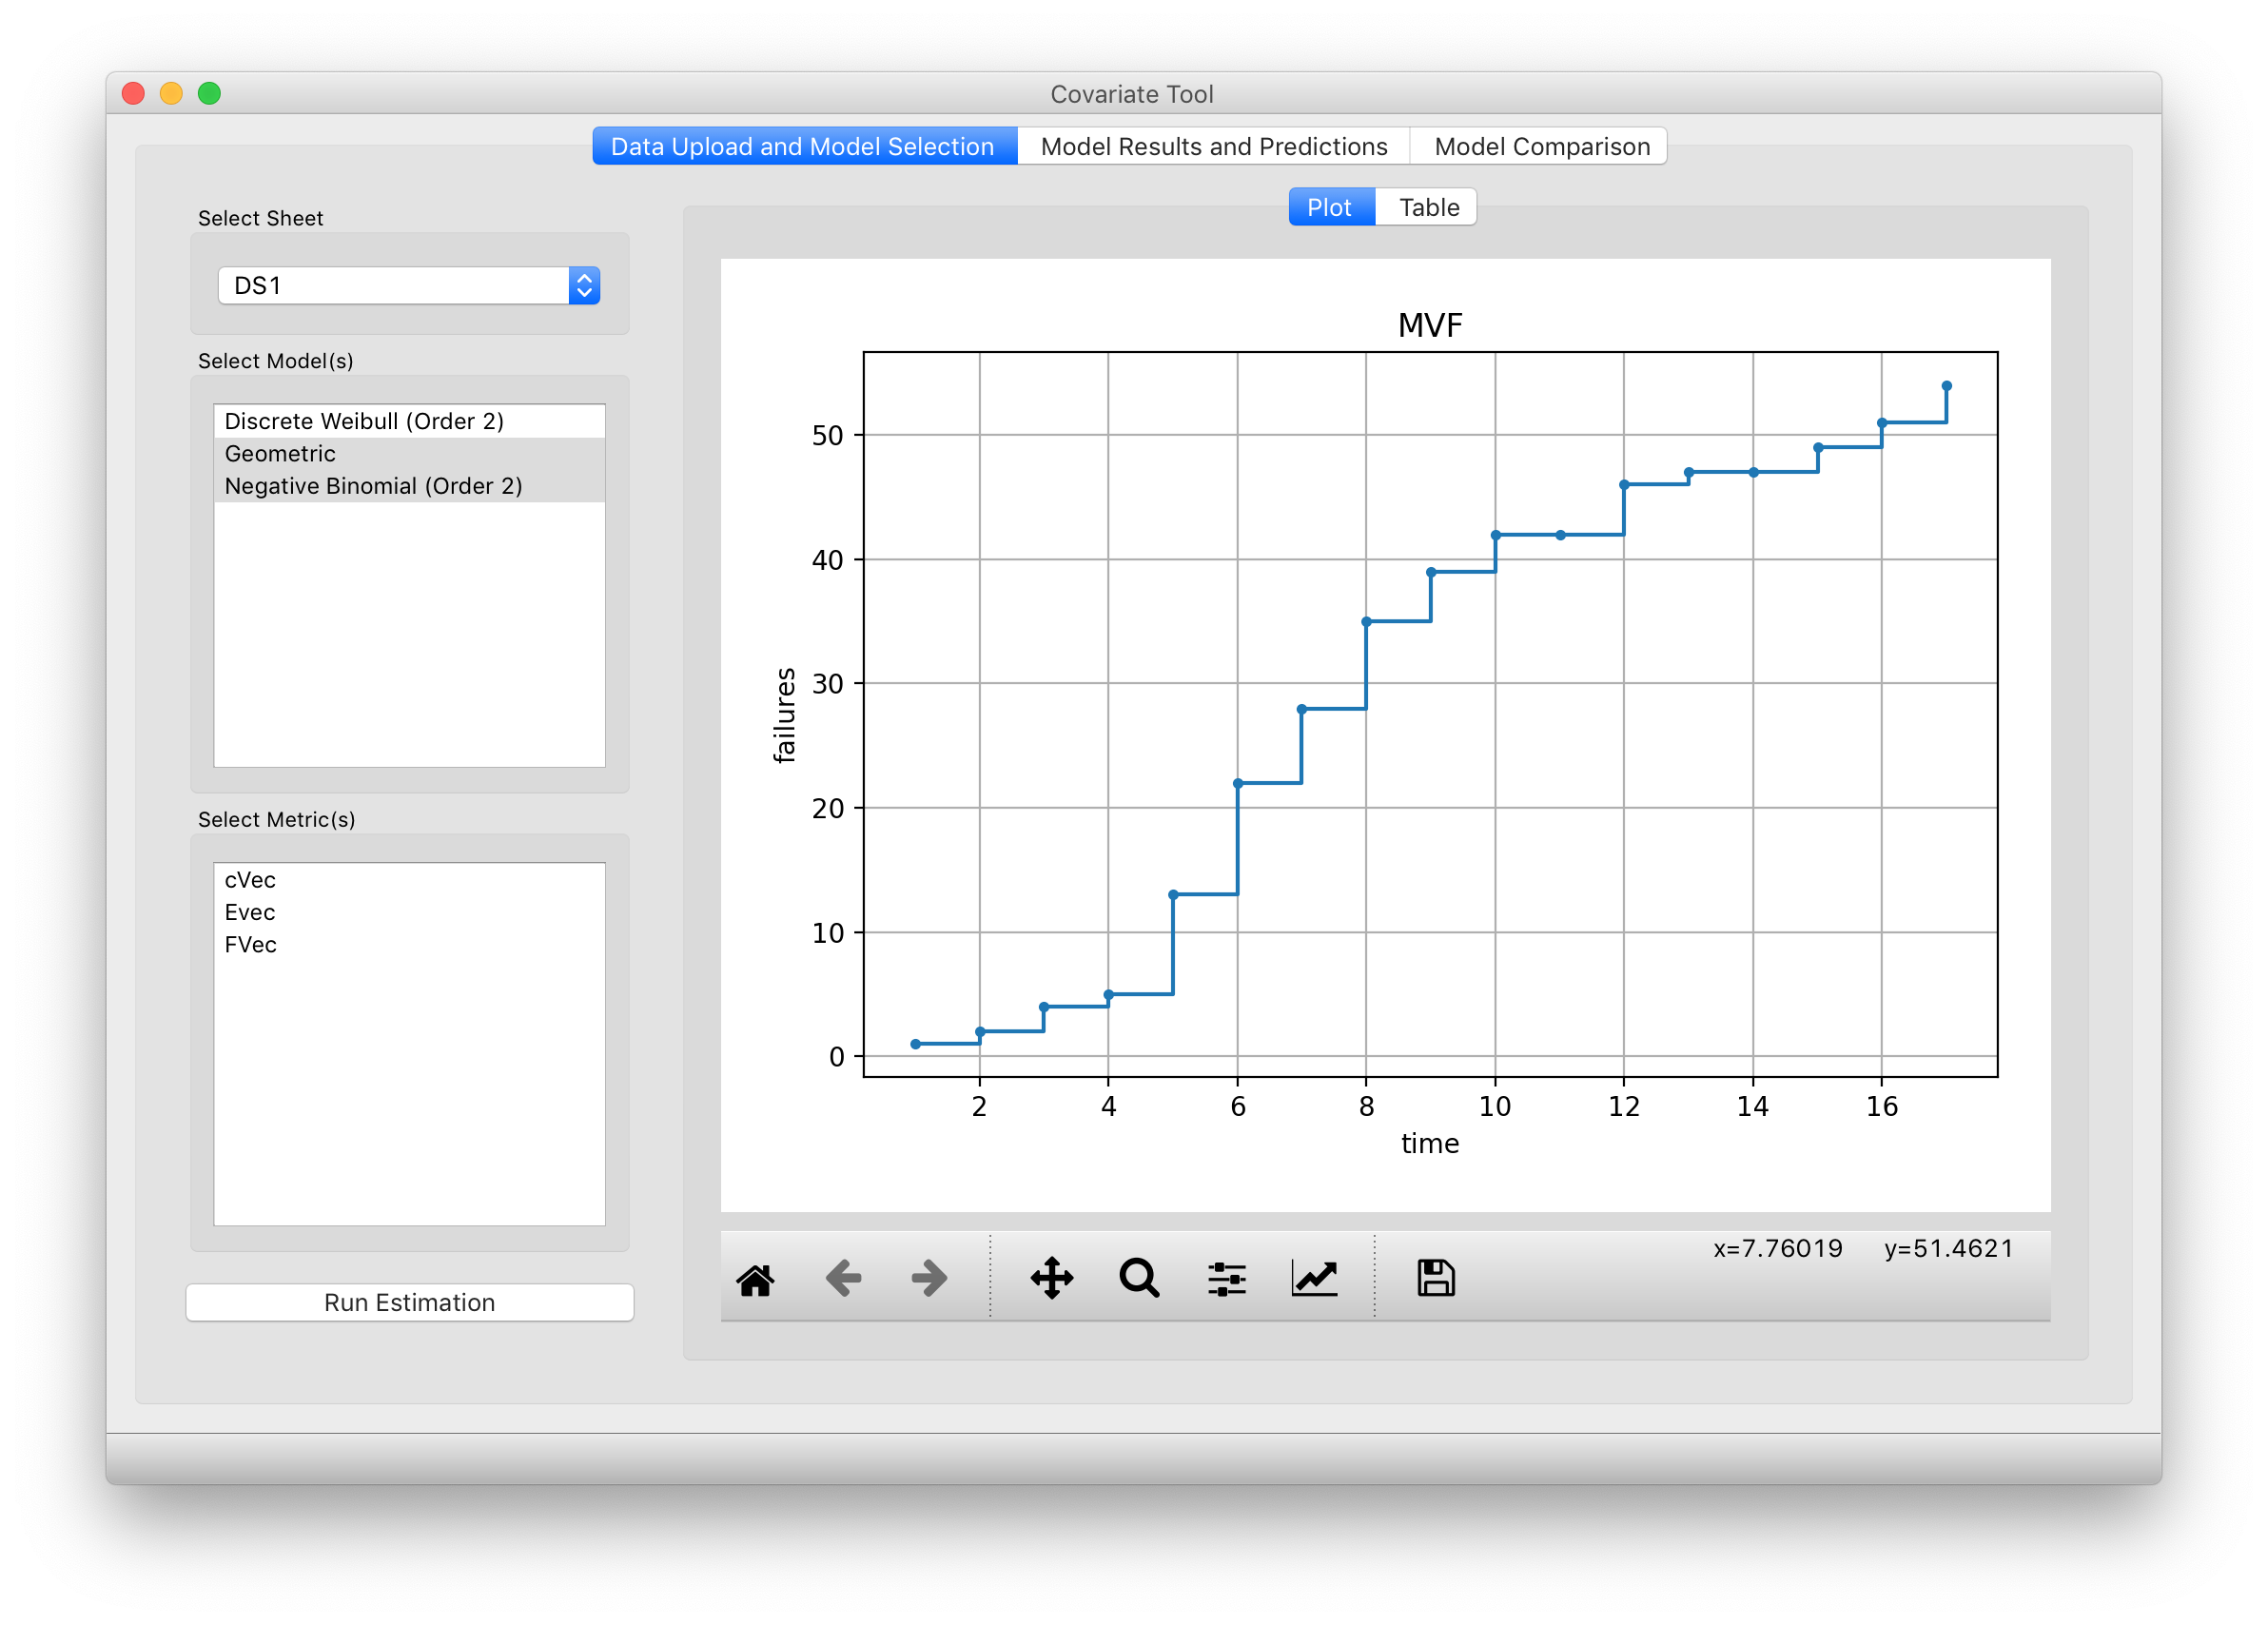 Covariate Tool
Data Upload and Model Selection
Model Results and Predictions
Model Comparison
Select Sheet
DS1
Select Model(s)
Discrete Weibull (Order 2)
Geometric
Negative Binomial (Order 2)
Select Metric(s)
cVec
Evec
FVec
Run Estimation
Plot
Table
MVF
failures
50
40
30
20
10
0
2 4 6 8 10 12 14 16
time
x=7.76019 y=51.4621